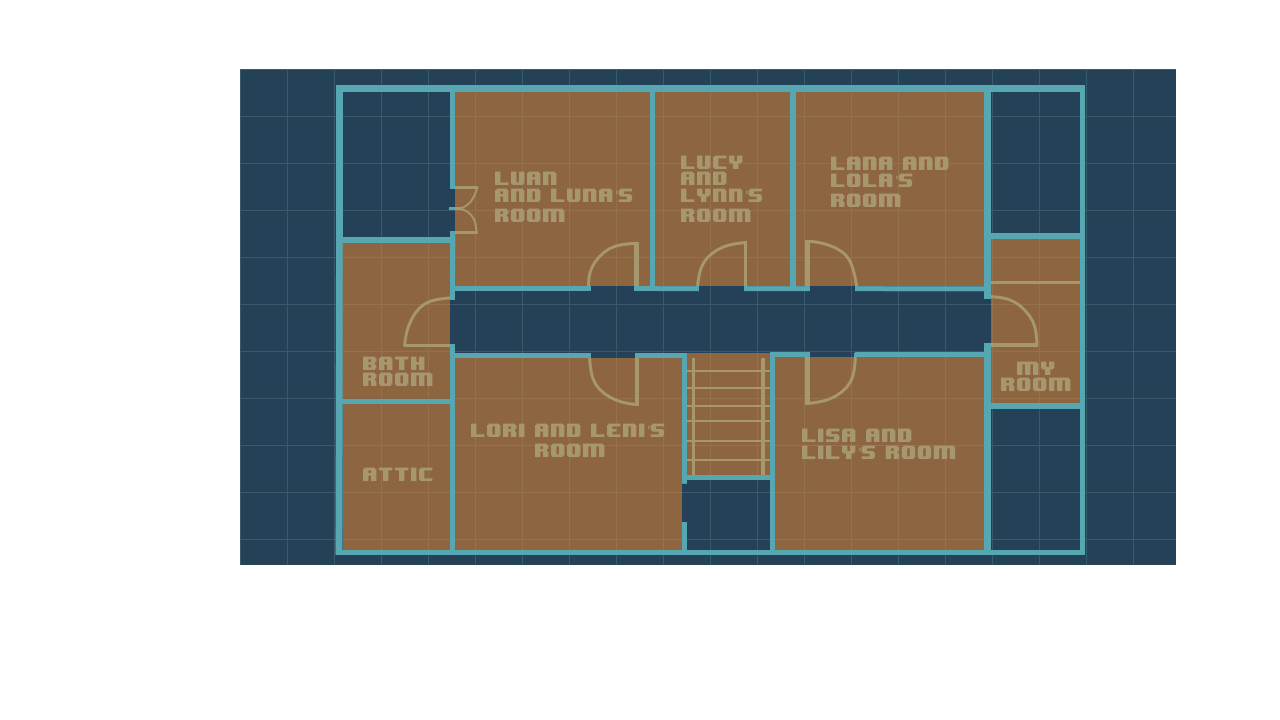 LUAN
AND LUNA'S
ROOM
LUCY
AND
LYNN'S
ROOM
LANA AND
LOLA'S
ROOM
BATH
ROOM
MY
ROOM
LORI AND LENI'S
ROOM
LISA AND
LILY'S ROOM
ATTIC